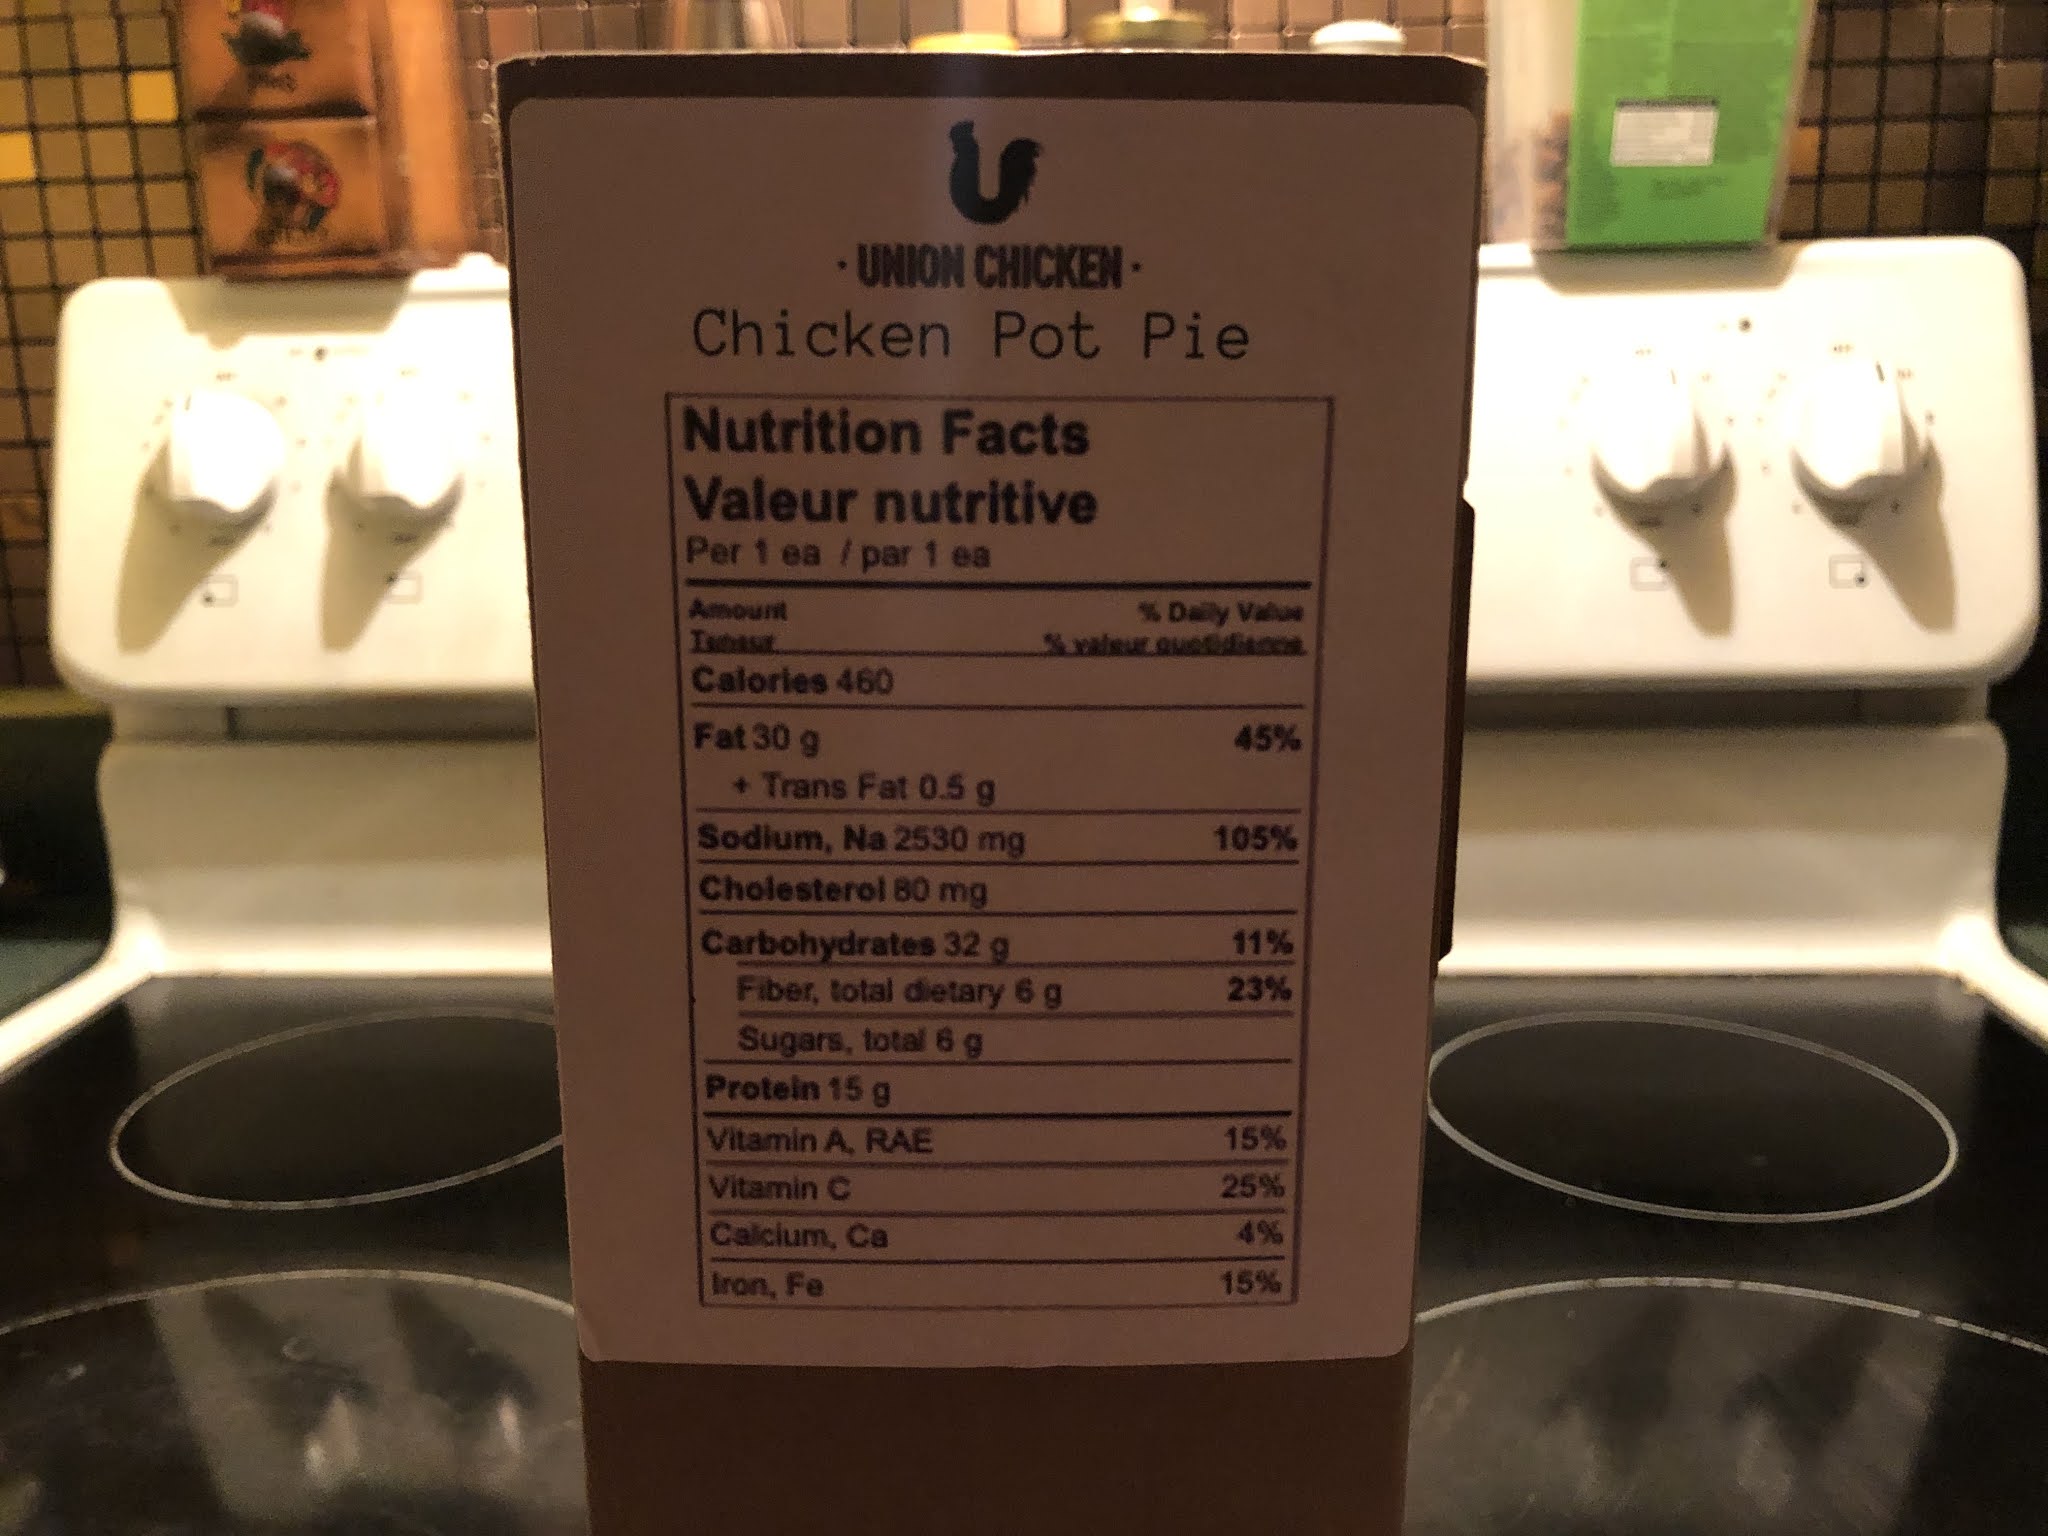 · UNION CHICKEN ·
Chicken Pot Pie
Nutrition Facts
Valeur nutritive
Per 1 ea / par 1 ea
Amount % Daily Value
Teneur % valeur quotidienne
Calories 460
Fat 30 g 45%
+ Trans Fat 0.5 g
Sodium, Na 2530 mg 105%
Cholesterol 80 mg
Carbohydrates 32 g 11%
Fiber, total dietary 6 g 23%
Sugars, total 6 g
Protein 15 g
Vitamin A, RAE 15%
Vitamin C 25%
Calcium, Ca 4%
Iron, Fe 15%